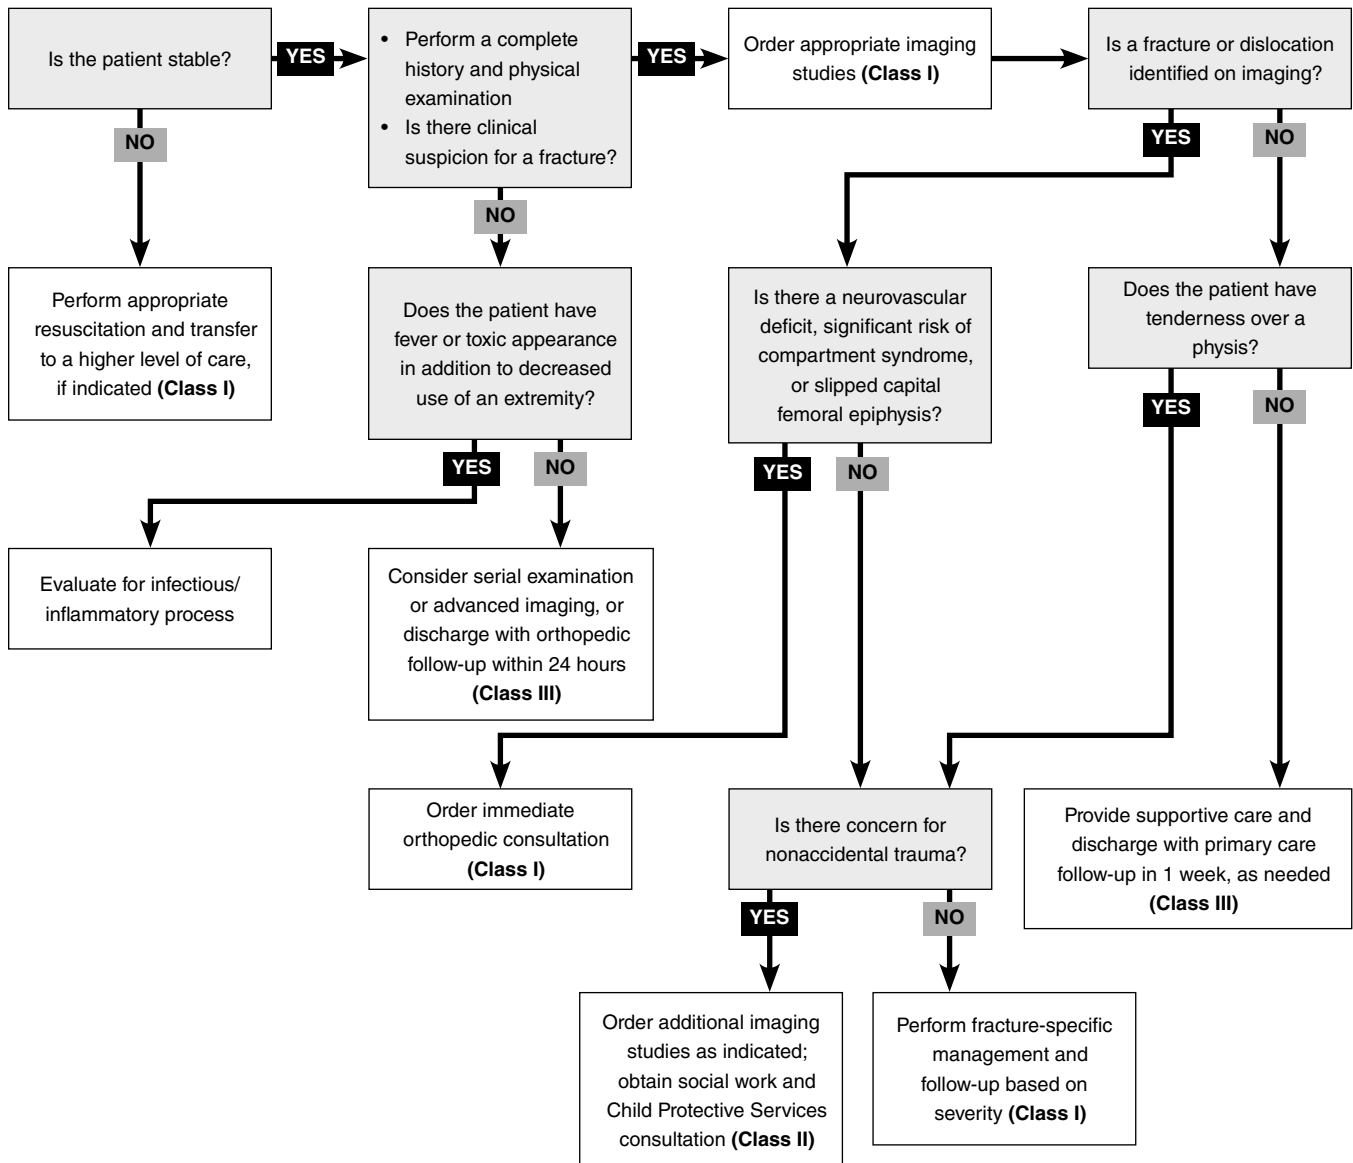 Is the patient stable?
YES
• Perform a complete
history and physical
examination
• Is there clinical
suspicion for a fracture?
YES
Order appropriate imaging
studies (Class I)
Is a fracture or dislocation
identified on imaging?
NO
NO
YES
NO
Perform appropriate
resuscitation and transfer
to a higher level of care,
if indicated (Class I)
Does the patient have
fever or toxic appearance
in addition to decreased
use of an extremity?
Is there a neurovascular
deficit, significant risk of
compartment syndrome,
or slipped capital
femoral epiphysis?
Does the patient have
tenderness over a
physis?
YES
NO
YES
NO
YES
NO
Evaluate for infectious/
inflammatory process
Consider serial examination
or advanced imaging, or
discharge with orthopedic
follow-up within 24 hours
(Class III)
Order immediate
orthopedic consultation
(Class I)
Is there concern for
nonaccidental trauma?
Provide supportive care and
discharge with primary care
follow-up in 1 week, as needed
(Class III)
YES
NO
Order additional imaging
studies as indicated;
obtain social work and
Child Protective Services
consultation (Class II)
Perform fracture-specific
management and
follow-up based on
severity (Class I)